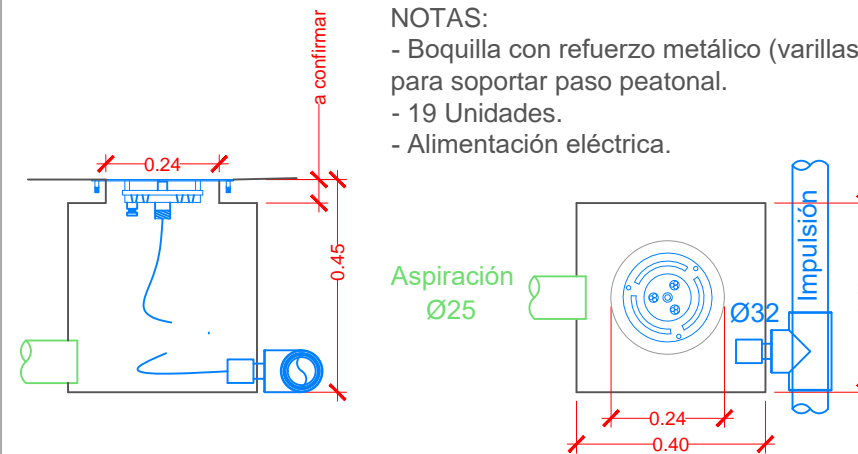 NOTAS:
- Boquilla con refuerzo metálico (varillas
para soportar paso peatonal.
- 19 Unidades.
- Alimentación eléctrica.
a confirmar
0.24
0.45
Aspiración
Ø25
Impulsión
Ø32
0.24
0.40